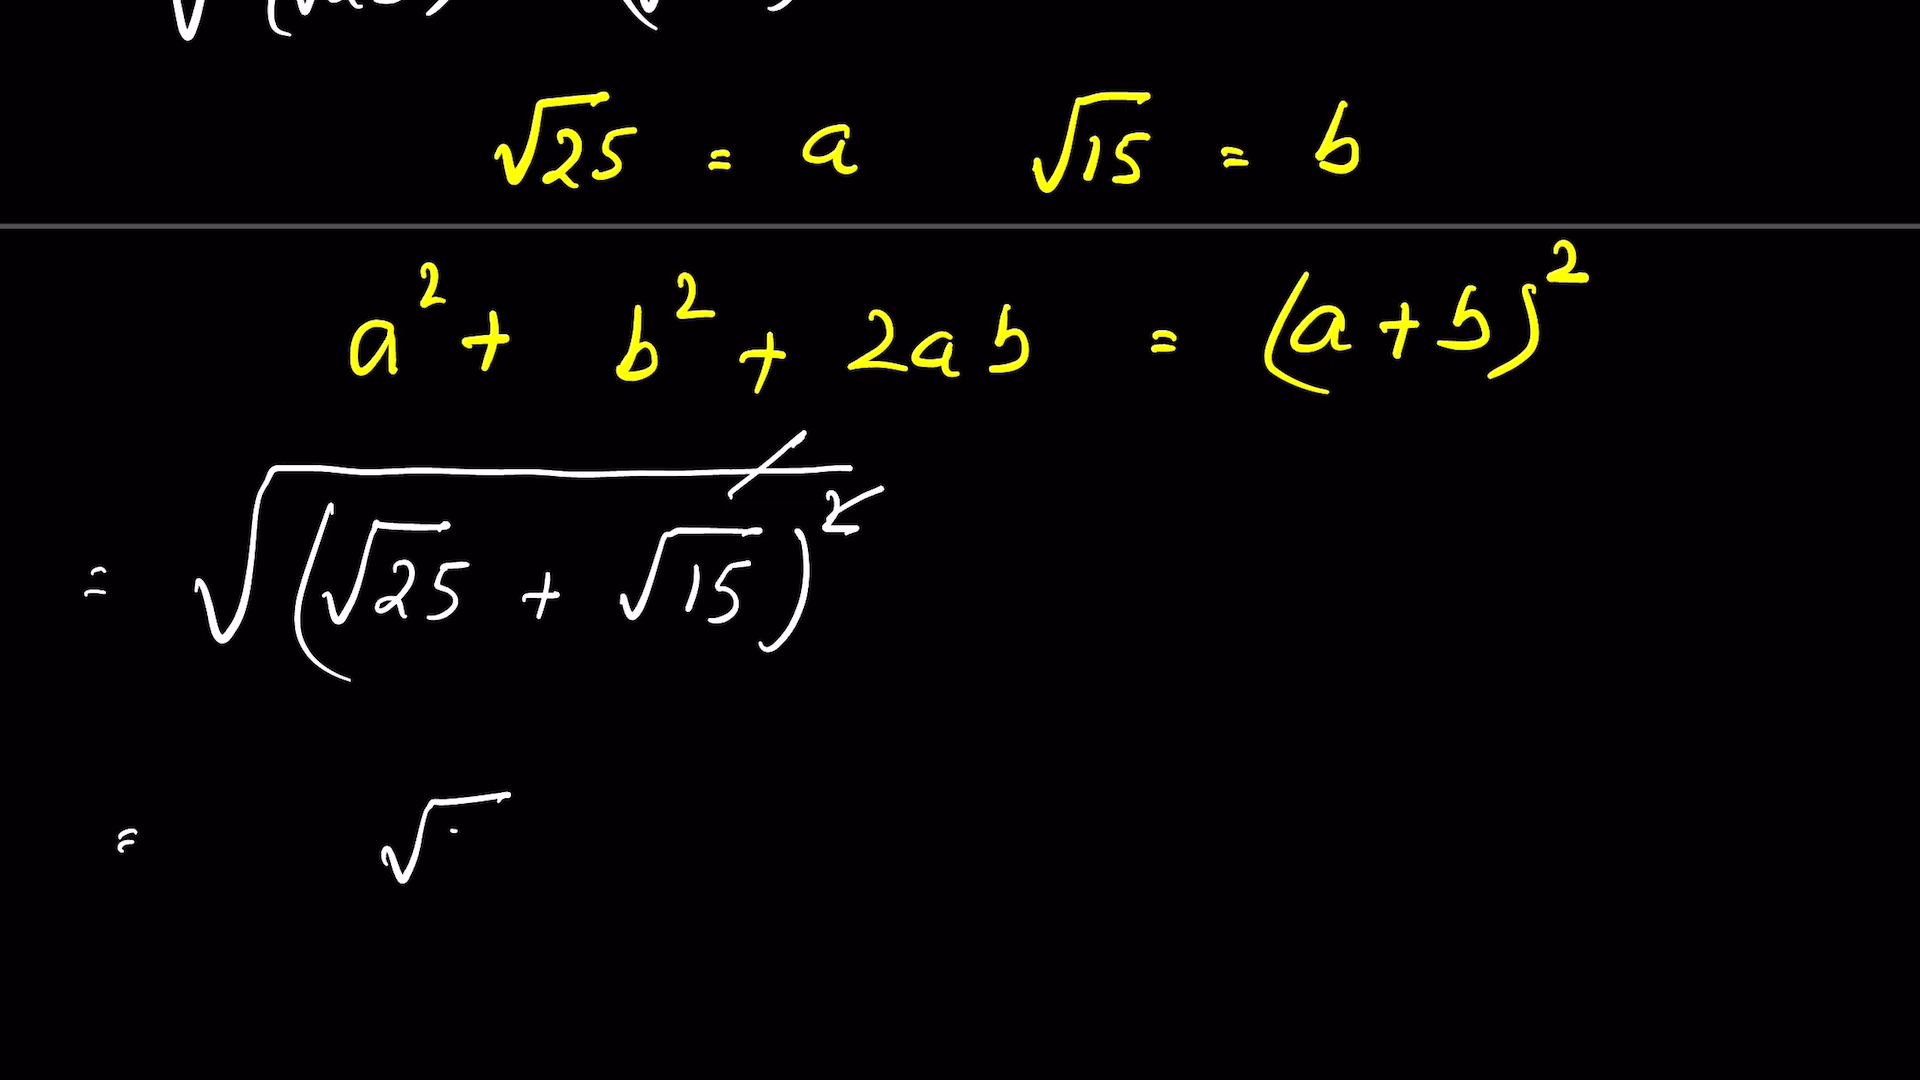 √25 = a √15 = b
a² + b² + 2ab = (a+b)²
= √(√25 + √15)²
= √